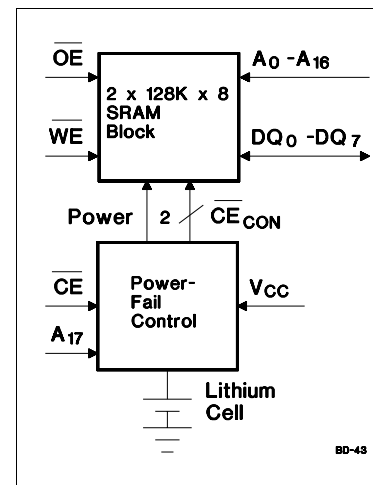 OE
A0 -A16
2 x 128K x 8
SRAM
Block
WE
DQ0 -DQ7
Power
2
CECON
CE
Power-
Fail
Control
VCC
A17
Lithium
Cell
BD-43